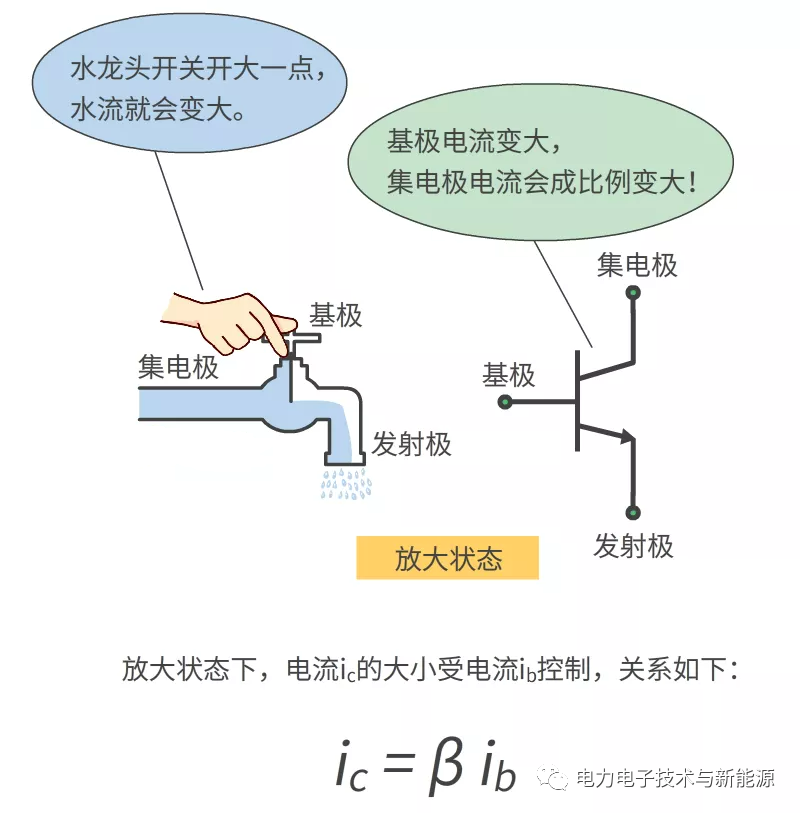 水龙头开关开大一点，
水流就会变大。
基极电流变大，
集电极电流会成比例变大！
集电极
基极
集电极
基极
发射极
发射极
放大状态
放大状态下，电流ic的大小受电流ib控制，关系如下：
ic = β ib
电力电子技术与新能源